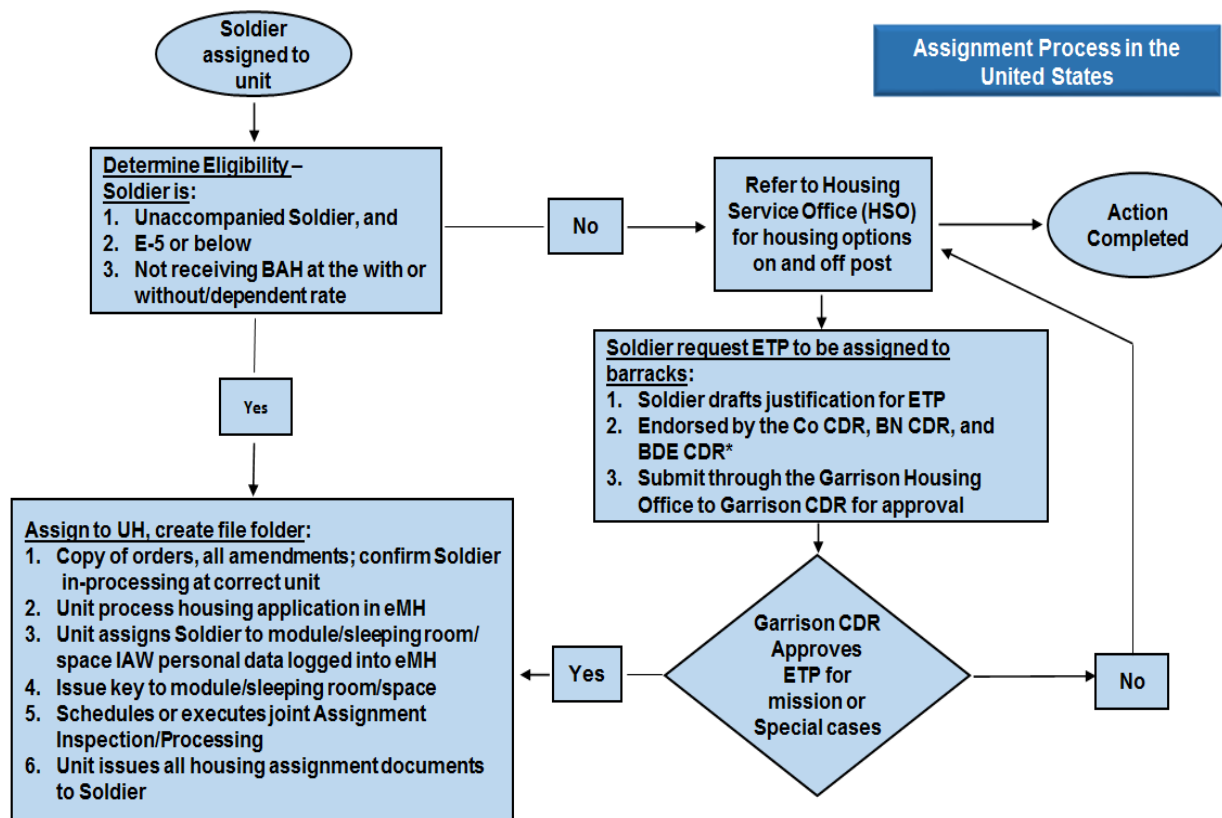 Soldier
assigned to
unit
Assignment Process in the
United States
Determine Eligibility –
Soldier is:
1. Unaccompanied Soldier, and
2. E-5 or below
3. Not receiving BAH at the with or
without/dependent rate
No
Refer to Housing
Service Office (HSO)
for housing options
on and off post
Action
Completed
Yes
Soldier request ETP to be assigned to
barracks:
1. Soldier drafts justification for ETP
2. Endorsed by the Co CDR, BN CDR, and
BDE CDR*
3. Submit through the Garrison Housing
Office to Garrison CDR for approval
Assign to UH, create file folder:
1. Copy of orders, all amendments; confirm Soldier
in-processing at correct unit
2. Unit process housing application in eMH
3. Unit assigns Soldier to module/sleeping room/
space IAW personal data logged into eMH
4. Issue key to module/sleeping room/space
5. Schedules or executes joint Assignment
Inspection/Processing
6. Unit issues all housing assignment documents
to Soldier
Yes
Garrison CDR
Approves
ETP for
mission or
Special cases
No